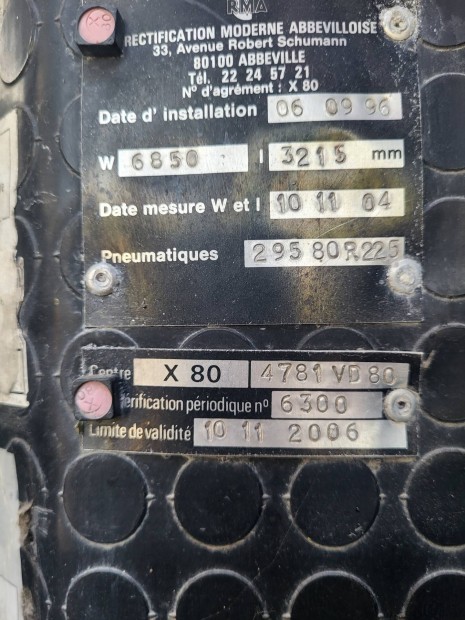 RMA
RECTIFICATION MODERNE ABBEVILLOISE
33, Avenue Robert Schumann
80100 ABBEVILLE
Tél. 22 24 57 21
N° d'agrément : X 80
Date d'installation 06 09 96
W 6850 l 3215 mm
Date mesure W et l 10 11 04
Pneumatiques 295 80R225
Centre X 80 4781 VD 80
Vérification périodique n° 6300
Limite de validité 10 11 2006